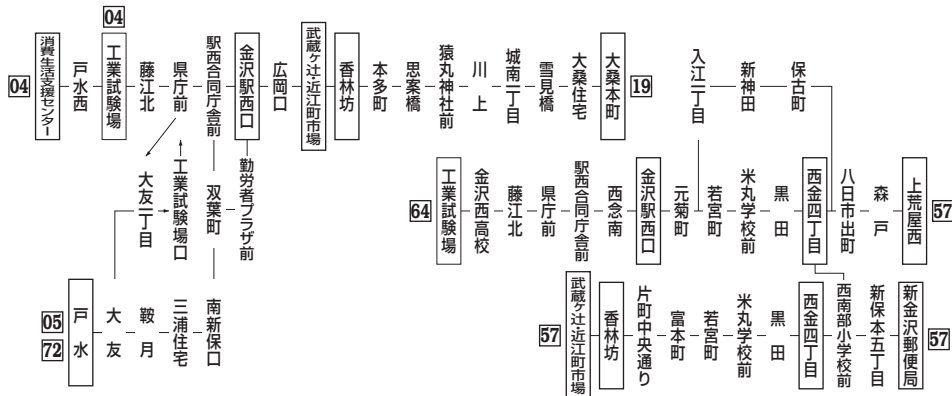 04
04
消費生活支援センター
戸水西
工業試験場
藤江北
県庁前
駅西合同庁舎前
金沢駅西口
広岡口
武蔵ヶ辻・近江町市場
香林坊
本多町
思案橋
猿丸神社前
川上
城南一丁目
雪見橋
大桑住宅
大桑本町
19
入江一丁目
新神田
保古町
大友一丁目
工業試験場口
双葉町
勤労者プラザ前
64
工業試験場
金沢西高校
藤江北
県庁前
駅西合同庁舎前
西念南
金沢駅西口
元菊町
若宮町
米丸学校前
黒田
西金沢四丁目
八日市出町
森戸
上荒屋西
57
05
72
戸水
大友
鞍月
三浦住宅
南新保口
57
武蔵ヶ辻・近江町市場
香林坊
片町中央通り
富本町
若宮町
米丸学校前
黒田
西金四丁目
西南部小学校前
新保本五丁目
新金沢郵便局
57